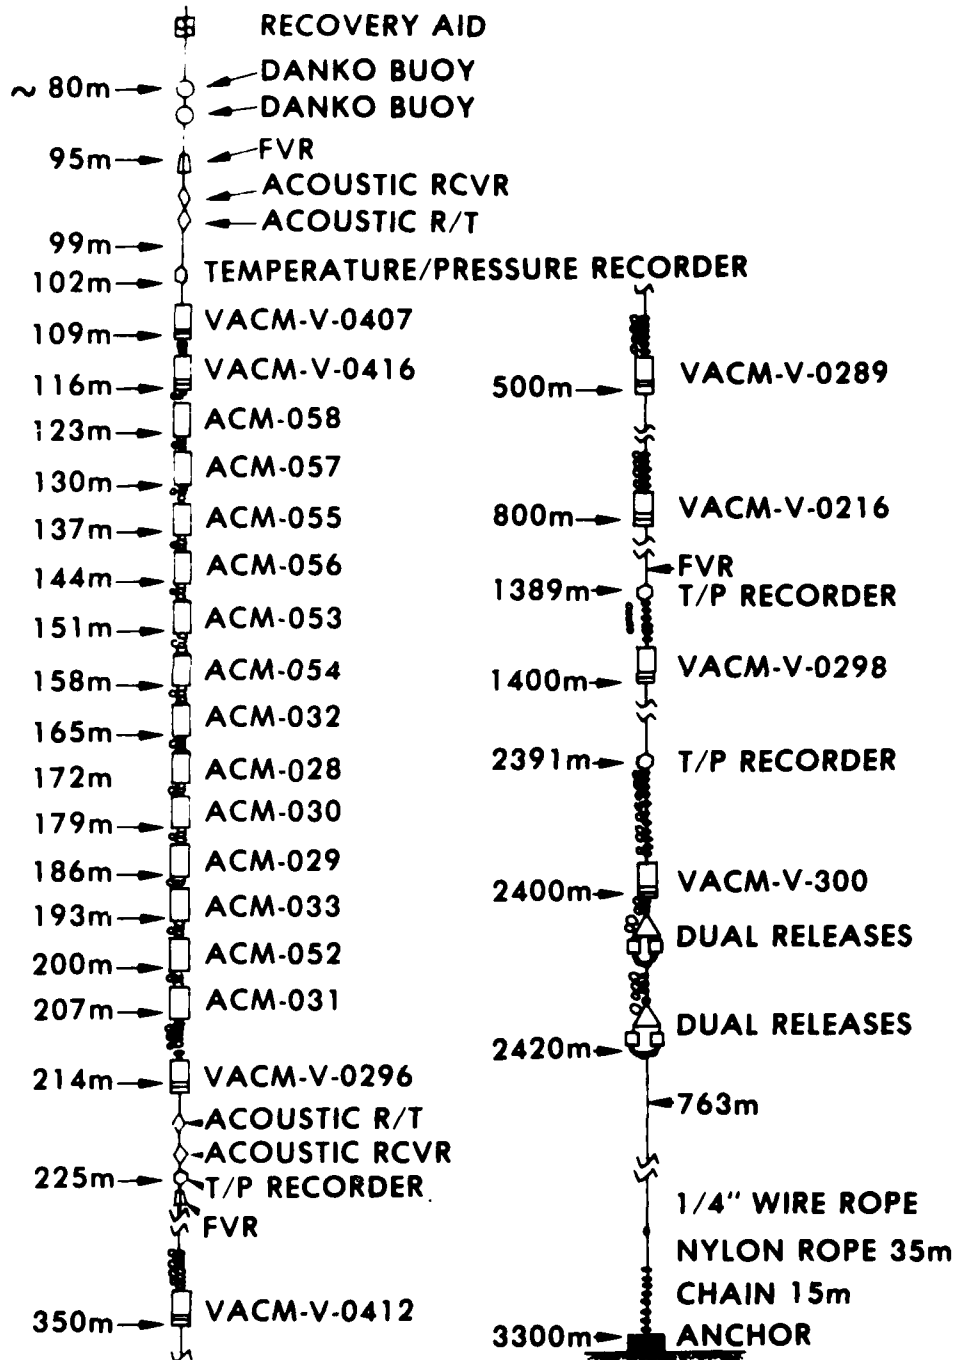 RECOVERY AID
DANKO BUOY
~ 80m
DANKO BUOY
FVR
95m
ACOUSTIC RCVR
ACOUSTIC R/T
99m
TEMPERATURE/PRESSURE RECORDER
102m
VACM-V-0407
109m
VACM-V-0416
116m
ACM-058
123m
ACM-057
130m
ACM-055
137m
ACM-056
144m
ACM-053
151m
ACM-054
158m
ACM-032
165m
ACM-028
172m
ACM-030
179m
ACM-029
186m
ACM-033
193m
ACM-052
200m
ACM-031
207m
VACM-V-0296
214m
ACOUSTIC R/T
ACOUSTIC RCVR
225m
T/P RECORDER
FVR
VACM-V-0412
350m
VACM-V-0289
500m
VACM-V-0216
800m
FVR
1389m
T/P RECORDER
VACM-V-0298
1400m
2391m
T/P RECORDER
VACM-V-300
2400m
DUAL RELEASES
DUAL RELEASES
2420m
763m
1/4" WIRE ROPE
NYLON ROPE 35m
CHAIN 15m
3300m
ANCHOR